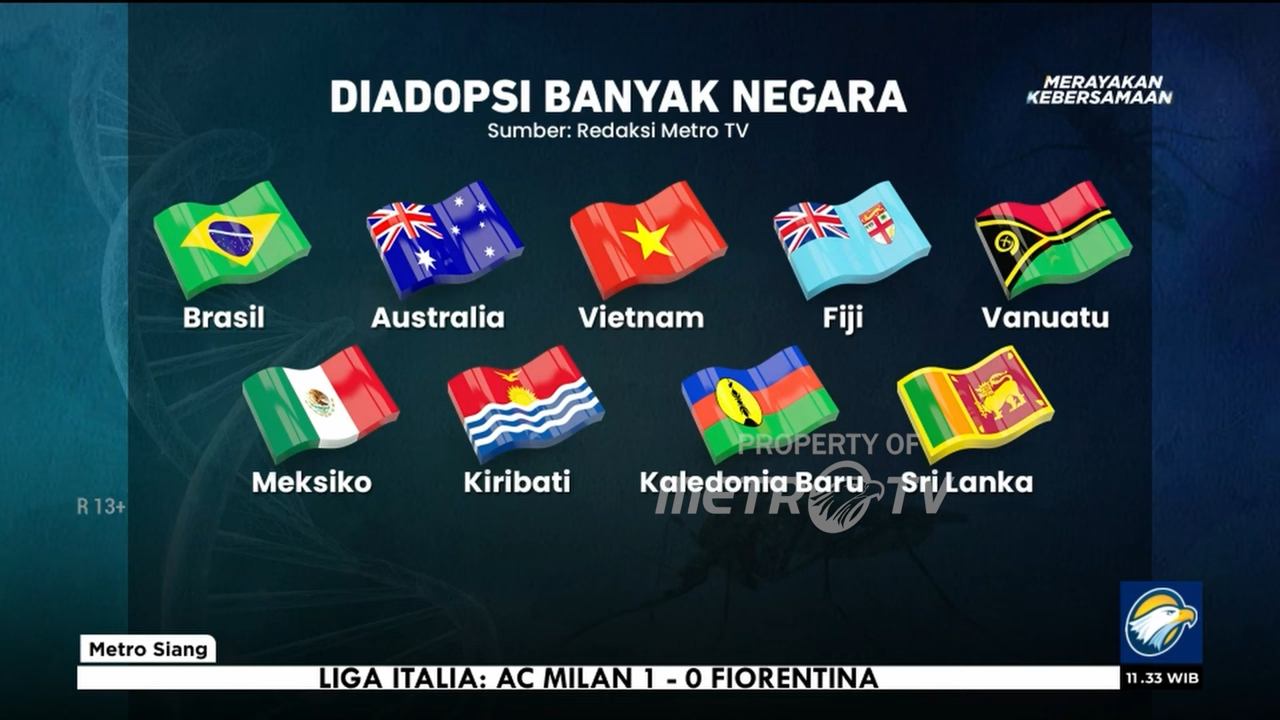 DIADOPSI BANYAK NEGARA
Sumber: Redaksi Metro TV
MERAYAKAN
KEBERSAMAAN
Brasil
Australia
Vietnam
Fiji
Vanuatu
Meksiko
Kiribati
Kaledonia Baru
Sri Lanka
PROPERTY OF
METRO TV
R 13+
Metro Siang
LIGA ITALIA: AC MILAN 1 - 0 FIORENTINA
11.33 WIB